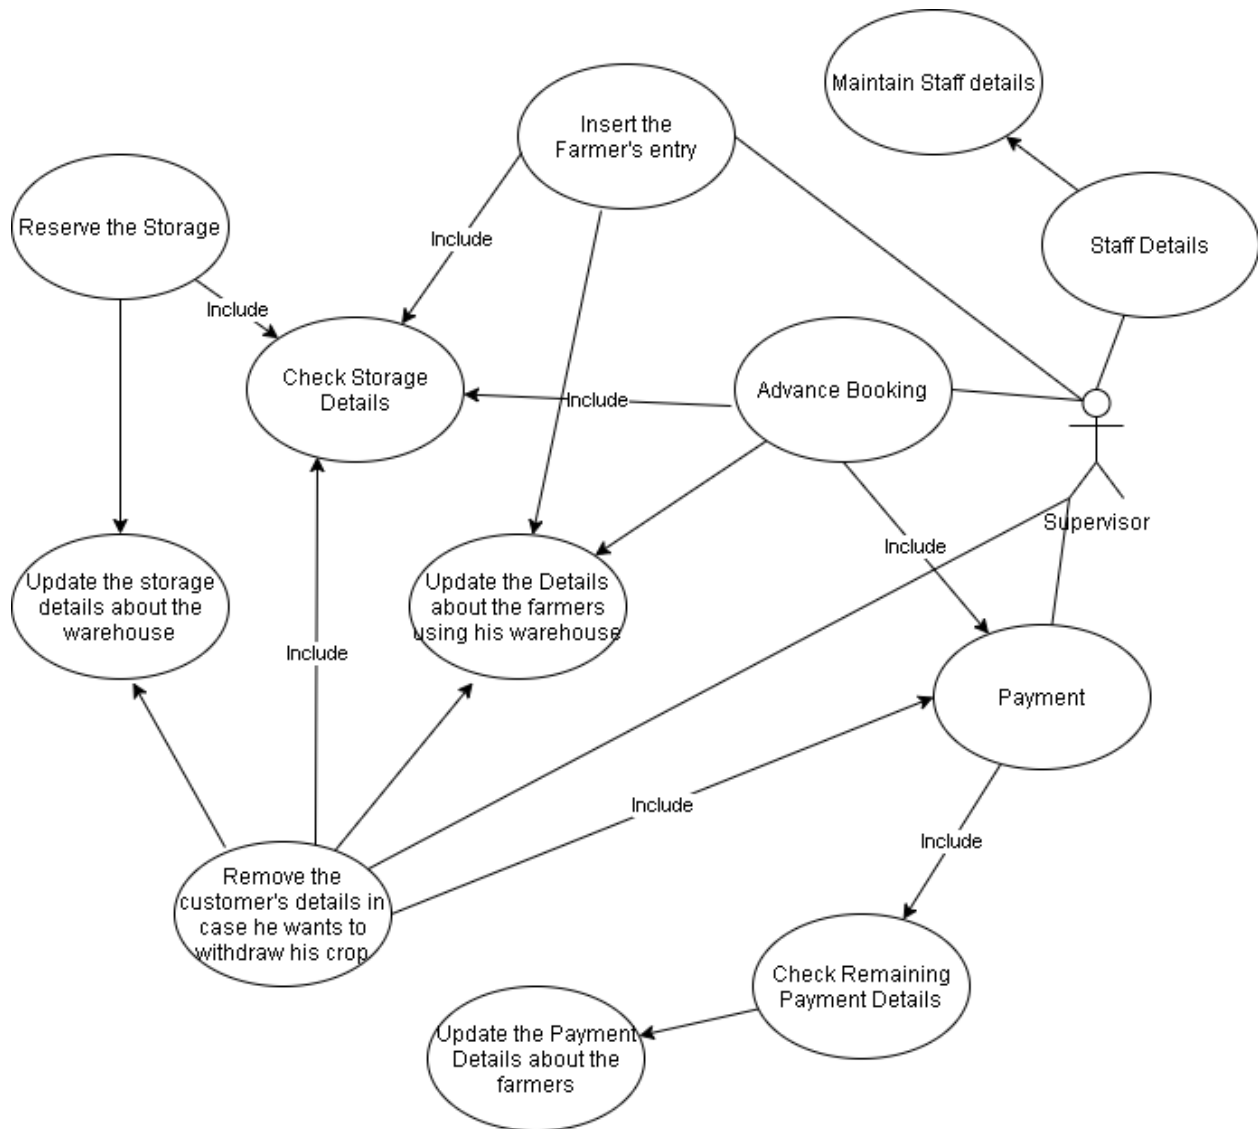 Maintain Staff details
Insert the
Farmer's entry
Reserve the Storage
Staff Details
Include
Include
Check Storage
Details
Advance Booking
Include
Supervisor
Include
Update the storage
details about the
warehouse
Update the Details
about the farmers
using his warehouse
Include
Payment
Include
Include
Remove the
customer's details in
case he wants to
withdraw his crop
Check Remaining
Payment Details
Update the Payment
Details about the
farmers